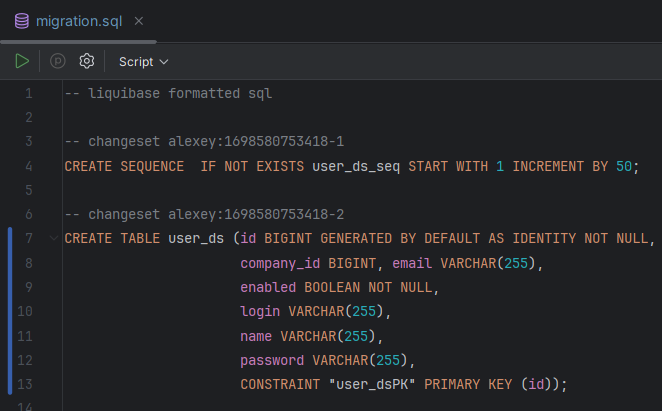 migration.sql
Script
1 -- liquibase formatted sql
2
3 -- changeset alexey:1698580753418-1
4 CREATE SEQUENCE  IF NOT EXISTS user_ds_seq START WITH 1 INCREMENT BY 50;
5
6 -- changeset alexey:1698580753418-2
7 CREATE TABLE user_ds (id BIGINT GENERATED BY DEFAULT AS IDENTITY NOT NULL,
8 company_id BIGINT, email VARCHAR(255),
9 enabled BOOLEAN NOT NULL,
10 login VARCHAR(255),
11 name VARCHAR(255),
12 password VARCHAR(255),
13 CONSTRAINT "user_dsPK" PRIMARY KEY (id));
14